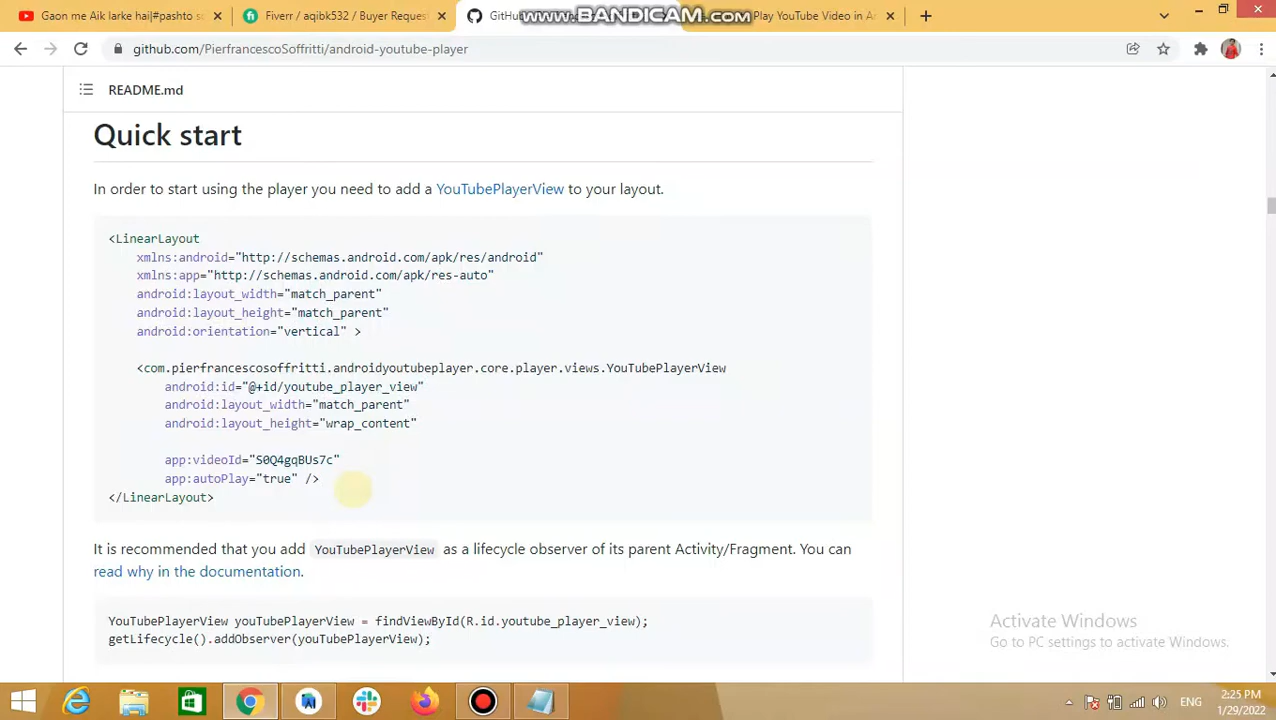 Gaon me Aik larke hai|#pashto s
Fiverr / aqibk532 / Buyer Reques
GitHub
www.BANDICAM.com
Play YouTube Video in A
github.com/PierfrancescoSoffritti/android-youtube-player
README.md
Quick start
In order to start using the player you need to add a YouTubePlayerView to your layout.
<LinearLayout
xmlns:android="http://schemas.android.com/apk/res/android"
xmlns:app="http://schemas.android.com/apk/res-auto"
android:layout_width="match_parent"
android:layout_height="match_parent"
android:orientation="vertical" >
<com.pierfrancescosoffritti.androidyoutubeplayer.core.player.views.YouTubePlayerView
android:id="@+id/youtube_player_view"
android:layout_width="match_parent"
android:layout_height="wrap_content"
app:videoId="S0Q4gqBUs7c"
app:autoPlay="true" />
</LinearLayout>
It is recommended that you add YouTubePlayerView as a lifecycle observer of its parent Activity/Fragment. You can
read why in the documentation.
YouTubePlayerView youTubePlayerView = findViewById(R.id.youtube_player_view);
getLifecycle().addObserver(youTubePlayerView);
Activate Windows
Go to PC settings to activate Windows.
ENG
2:25 PM
1/29/2022